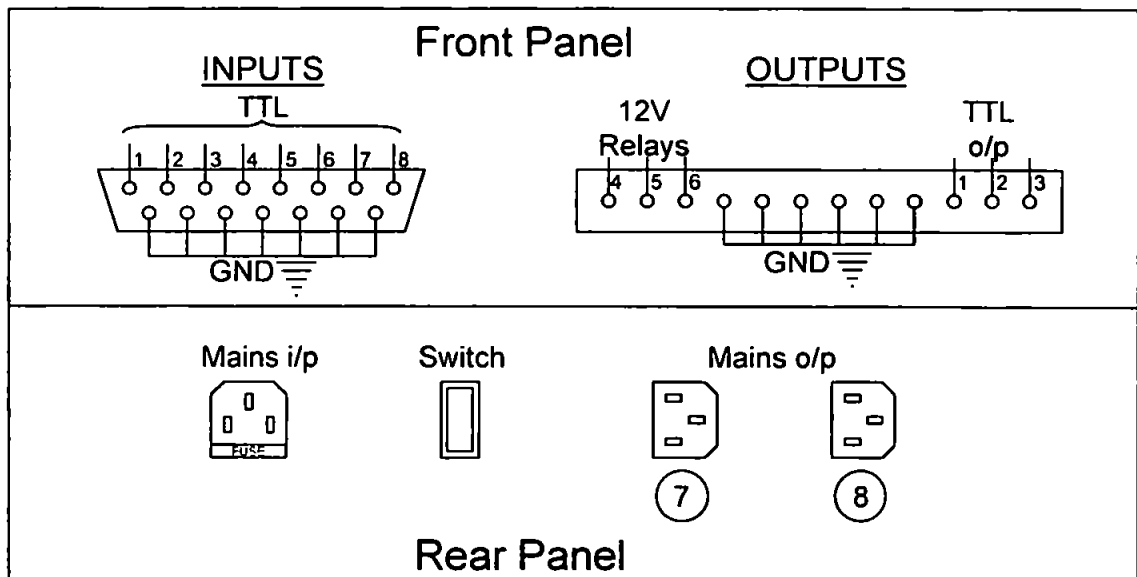 Front Panel
INPUTS
TTL
1 2 3 4 5 6 7 8
GND
OUTPUTS
12V
Relays
TTL
o/p
4 5 6 1 2 3
GND
Mains i/p
FUSE
Switch
Mains o/p
7 8
Rear Panel